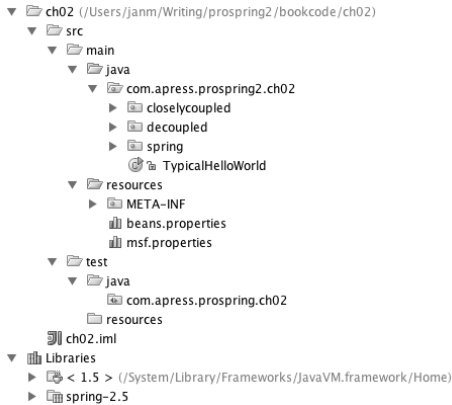 ch02 (/Users/janm/Writing/prospring2/bookcode/ch02)
src
main
java
com.apress.prospring2.ch02
closelycoupled
decoupled
spring
TypicalHelloWorld
resources
META-INF
beans.properties
msf.properties
test
java
com.apress.prospring.ch02
resources
ch02.iml
Libraries
< 1.5 > (/System/Library/Frameworks/JavaVM.framework/Home)
spring-2.5